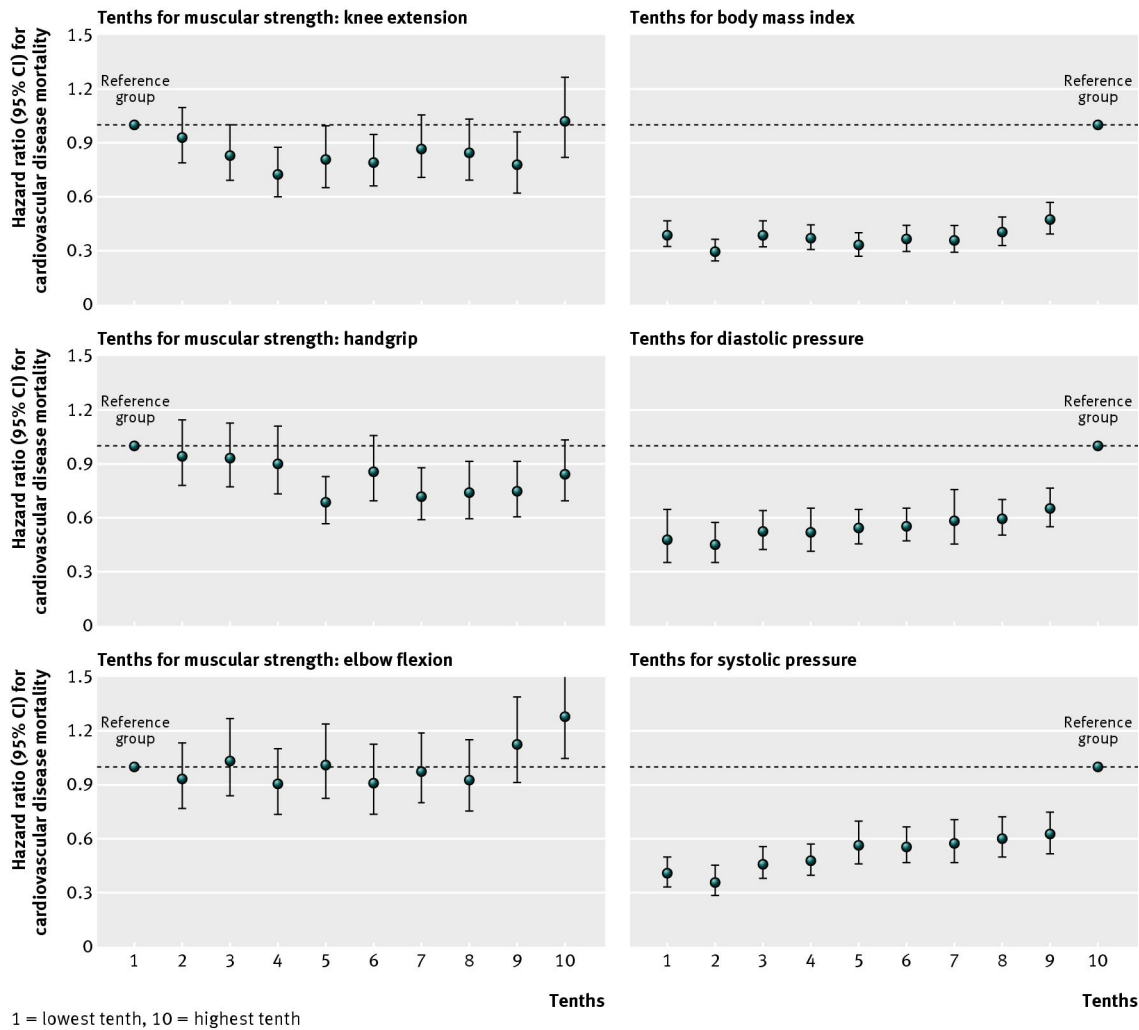 Tenths for muscular strength: knee extension
Hazard ratio (95% CI) for
cardiovascular disease mortality
1.5
1.2
0.9
0.6
0.3
0
Reference
group
Tenths for body mass index
Reference
group
Tenths for muscular strength: handgrip
Hazard ratio (95% CI) for
cardiovascular disease mortality
1.5
1.2
0.9
0.6
0.3
0
Reference
group
Tenths for diastolic pressure
Reference
group
Tenths for muscular strength: elbow flexion
Hazard ratio (95% CI) for
cardiovascular disease mortality
1.5
1.2
0.9
0.6
0.3
0
Reference
group
1 2 3 4 5 6 7 8 9 10
Tenths
Tenths for systolic pressure
Reference
group
1 2 3 4 5 6 7 8 9 10
Tenths
1 = lowest tenth, 10 = highest tenth